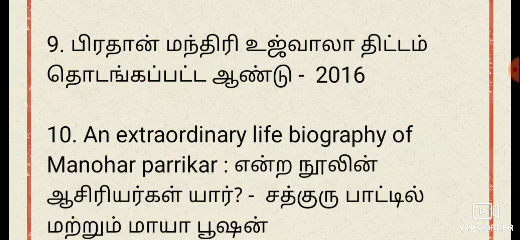 9. பிரதான் மந்திரி உஜ்வாலா திட்டம்
தொடங்கப்பட்ட ஆண்டு - 2016
10. An extraordinary life biography of
Manohar parrikar : என்ற நூலின்
ஆசிரியர்கள் யார்? - சத்குரு பாட்டில்
மற்றும் மாயா பூஷன்